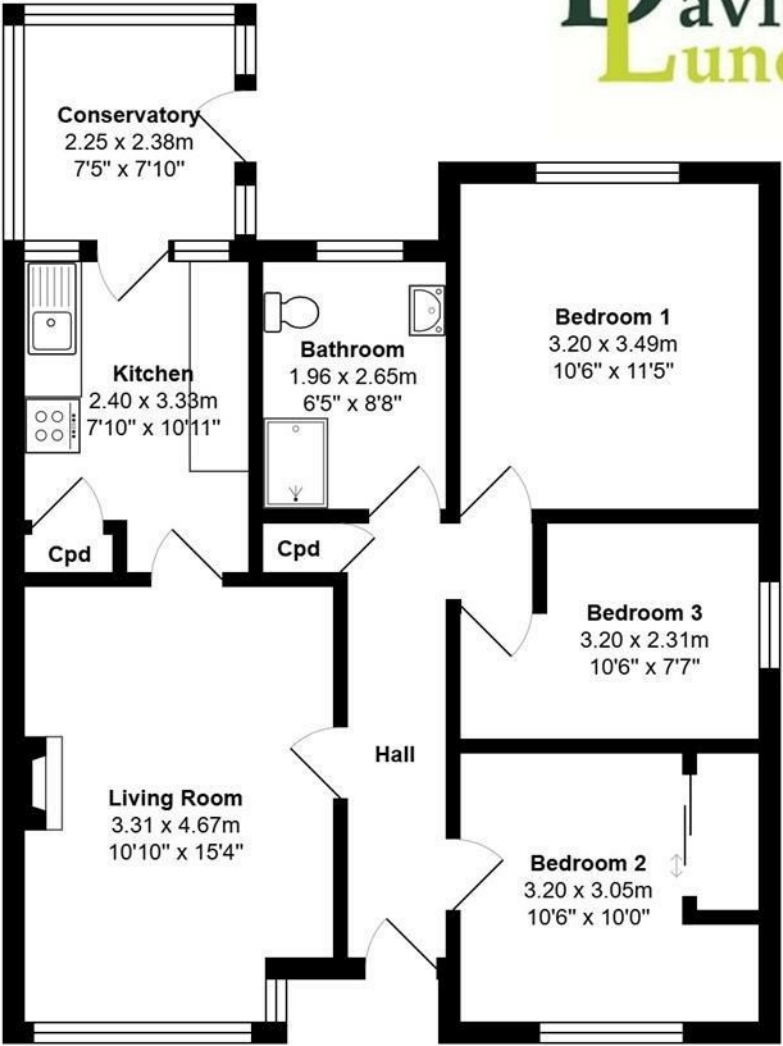 Conservatory
2.25 x 2.38m
7'5" x 7'10"
Kitchen
2.40 x 3.33m
7'10" x 10'11"
Bathroom
1.96 x 2.65m
6'5" x 8'8"
Bedroom 1
3.20 x 3.49m
10'6" x 11'5"
Cpd
Cpd
Bedroom 3
3.20 x 2.31m
10'6" x 7'7"
Hall
Living Room
3.31 x 4.67m
10'10" x 15'4"
Bedroom 2
3.20 x 3.05m
10'6" x 10'0"